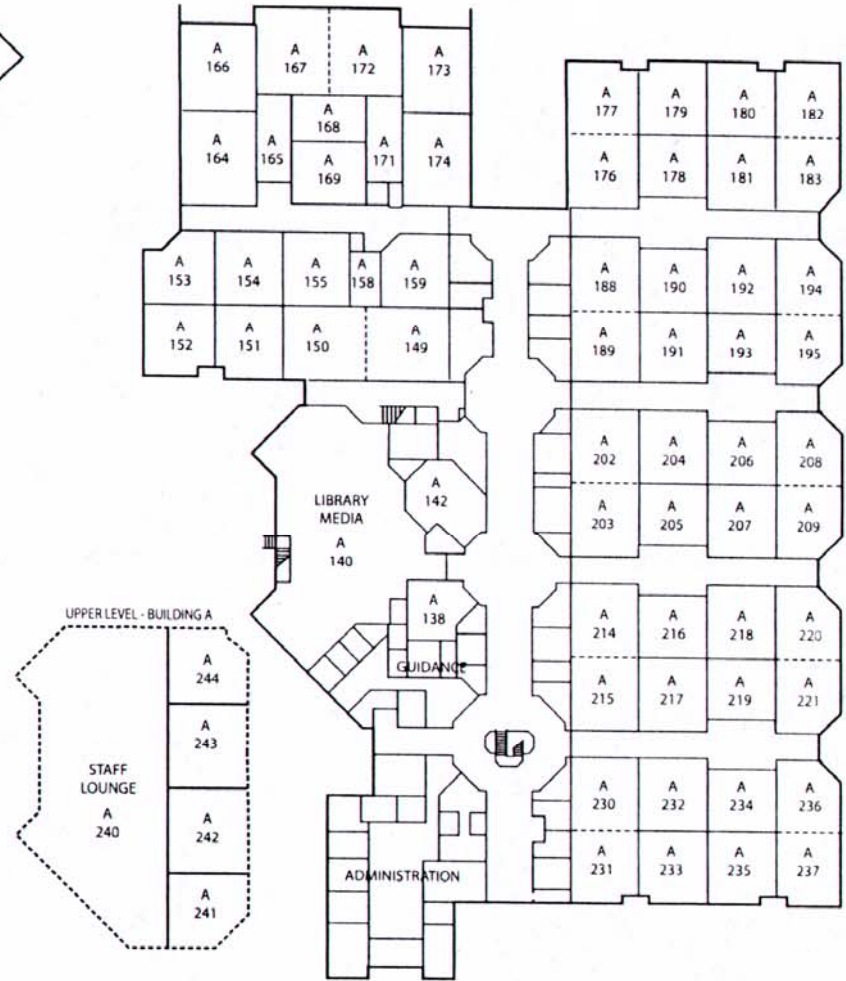 A
166
A
167
A
172
A
173
A
168
A
164
A
165
A
169
A
171
A
174
A
177
A
179
A
180
A
182
A
176
A
178
A
181
A
183
A
153
A
154
A
155
A
158
A
159
A
152
A
151
A
150
A
149
A
188
A
190
A
192
A
194
A
189
A
191
A
193
A
195
A
202
A
204
A
206
A
208
A
203
A
205
A
207
A
209
A
142
LIBRARY
MEDIA
A
140
A
138
GUIDANCE
A
214
A
216
A
218
A
220
A
215
A
217
A
219
A
221
UPPER LEVEL - BUILDING A
A
244
A
243
STAFF
LOUNGE
A
240
A
242
A
241
ADMINISTRATION
A
230
A
232
A
234
A
236
A
231
A
233
A
235
A
237